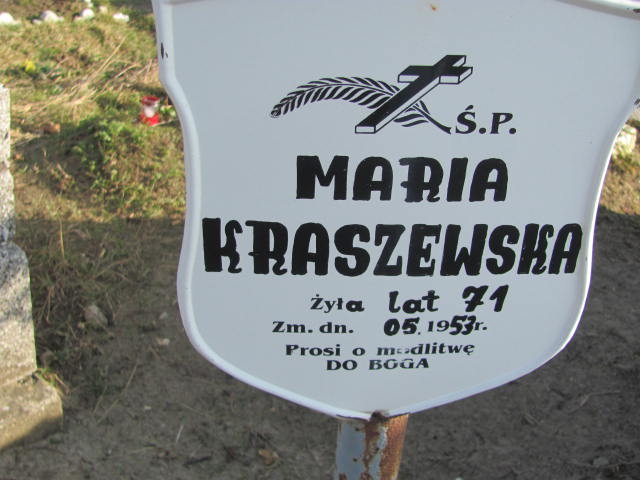 Ś.P.
MARIA
KRASZEWSKA
Żyła lat 71
Zm. dn. 05. 1953r.
Prosi o modlitwę
DO BOGA